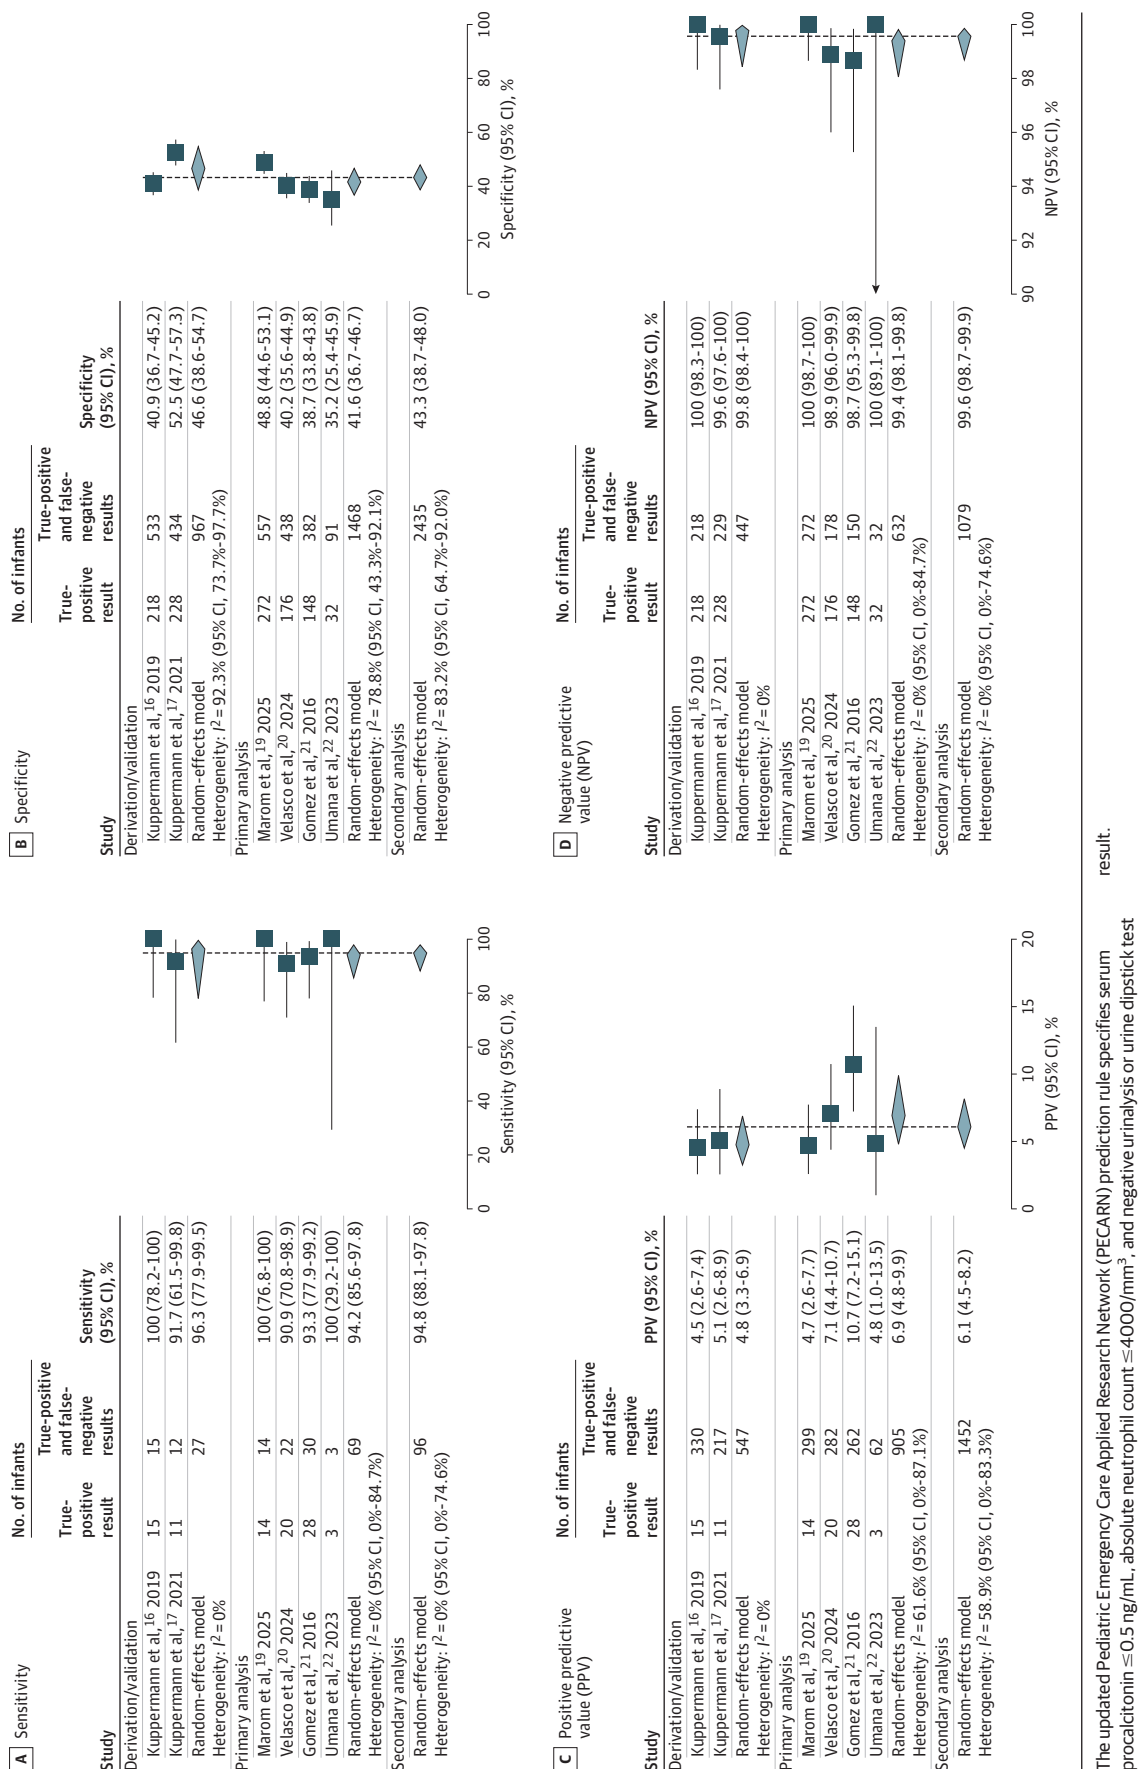 A Sensitivity
No. of infants
Study
True-positive result
True-positive and false-negative results
Sensitivity (95% CI), %
Derivation/validation
Kuppermann et al,16 2019 15 15 100 (78.2-100)
Kuppermann et al,17 2021 11 12 91.7 (61.5-99.8)
Random-effects model 27 96.3 (77.9-99.5)
Heterogeneity: I2 = 0%
Primary analysis
Marom et al,19 2025 14 14 100 (76.8-100)
Velasco et al,20 2024 20 22 90.9 (70.8-98.9)
Gomez et al,21 2016 28 30 93.3 (77.9-99.2)
Umana et al,22 2023 3 3 100 (29.2-100)
Random-effects model 69 94.2 (85.6-97.8)
Heterogeneity: I2 = 0% (95% CI, 0%-84.7%)
Secondary analysis
Random-effects model 96 94.8 (88.1-97.8)
Heterogeneity: I2 = 0% (95% CI, 0%-74.6%)
0 20 40 60 80 100
Sensitivity (95% CI), %
B Specificity
No. of infants
Study
True-positive result
True-positive and false-negative results
Specificity (95% CI), %
Derivation/validation
Kuppermann et al,16 2019 218 533 40.9 (36.7-45.2)
Kuppermann et al,17 2021 228 434 52.5 (47.7-57.3)
Random-effects model 967 46.6 (38.6-54.7)
Heterogeneity: I2 = 92.3% (95% CI, 73.7%-97.7%)
Primary analysis
Marom et al,19 2025 272 557 48.8 (44.6-53.1)
Velasco et al,20 2024 176 438 40.2 (35.6-44.9)
Gomez et al,21 2016 148 382 38.7 (33.8-43.8)
Umana et al,22 2023 32 91 35.2 (25.4-45.9)
Random-effects model 1468 41.6 (36.7-46.7)
Heterogeneity: I2 = 78.8% (95% CI, 43.3%-92.1%)
Secondary analysis
Random-effects model 2435 43.3 (38.7-48.0)
Heterogeneity: I2 = 83.2% (95% CI, 64.7%-92.0%)
0 20 40 60 80 100
Specificity (95% CI), %
C Positive predictive value (PPV)
No. of infants
Study
True-positive result
True-positive and false-negative results
PPV (95% CI), %
Derivation/validation
Kuppermann et al,16 2019 15 330 4.5 (2.6-7.4)
Kuppermann et al,17 2021 11 217 5.1 (2.6-8.9)
Random-effects model 547 4.8 (3.3-6.9)
Heterogeneity: I2 = 0%
Primary analysis
Marom et al,19 2025 14 299 4.7 (2.6-7.7)
Velasco et al,20 2024 20 282 7.1 (4.4-10.7)
Gomez et al,21 2016 28 262 10.7 (7.2-15.1)
Umana et al,22 2023 3 62 4.8 (1.0-13.5)
Random-effects model 905 6.9 (4.8-9.9)
Heterogeneity: I2 = 61.6% (95% CI, 0%-87.1%)
Secondary analysis
Random-effects model 1452 6.1 (4.5-8.2)
Heterogeneity: I2 = 58.9% (95% CI, 0%-83.3%)
0 5 10 15 20
PPV (95% CI), %
D Negative predictive value (NPV)
No. of infants
Study
True-positive result
True-positive and false-negative results
NPV (95% CI), %
Derivation/validation
Kuppermann et al,16 2019 218 218 100 (98.3-100)
Kuppermann et al,17 2021 228 229 99.6 (97.6-100)
Random-effects model 447 99.8 (98.4-100)
Heterogeneity: I2 = 0%
Primary analysis
Marom et al,19 2025 272 272 100 (98.7-100)
Velasco et al,20 2024 176 178 98.9 (96.0-99.9)
Gomez et al,21 2016 148 150 98.7 (95.3-99.8)
Umana et al,22 2023 32 32 100 (89.1-100)
Random-effects model 632 99.4 (98.1-99.8)
Heterogeneity: I2 = 0% (95% CI, 0%-84.7%)
Secondary analysis
Random-effects model 1079 99.6 (98.7-99.9)
Heterogeneity: I2 = 0% (95% CI, 0%-74.6%)
90 92 94 96 98 100
NPV (95% CI), %
The updated Pediatric Emergency Care Applied Research Network (PECARN) prediction rule specifies serum
procalcitonin ≤0.5 ng/mL, absolute neutrophil count ≤4000/mm3, and negative urinalysis or urine dipstick test
result.